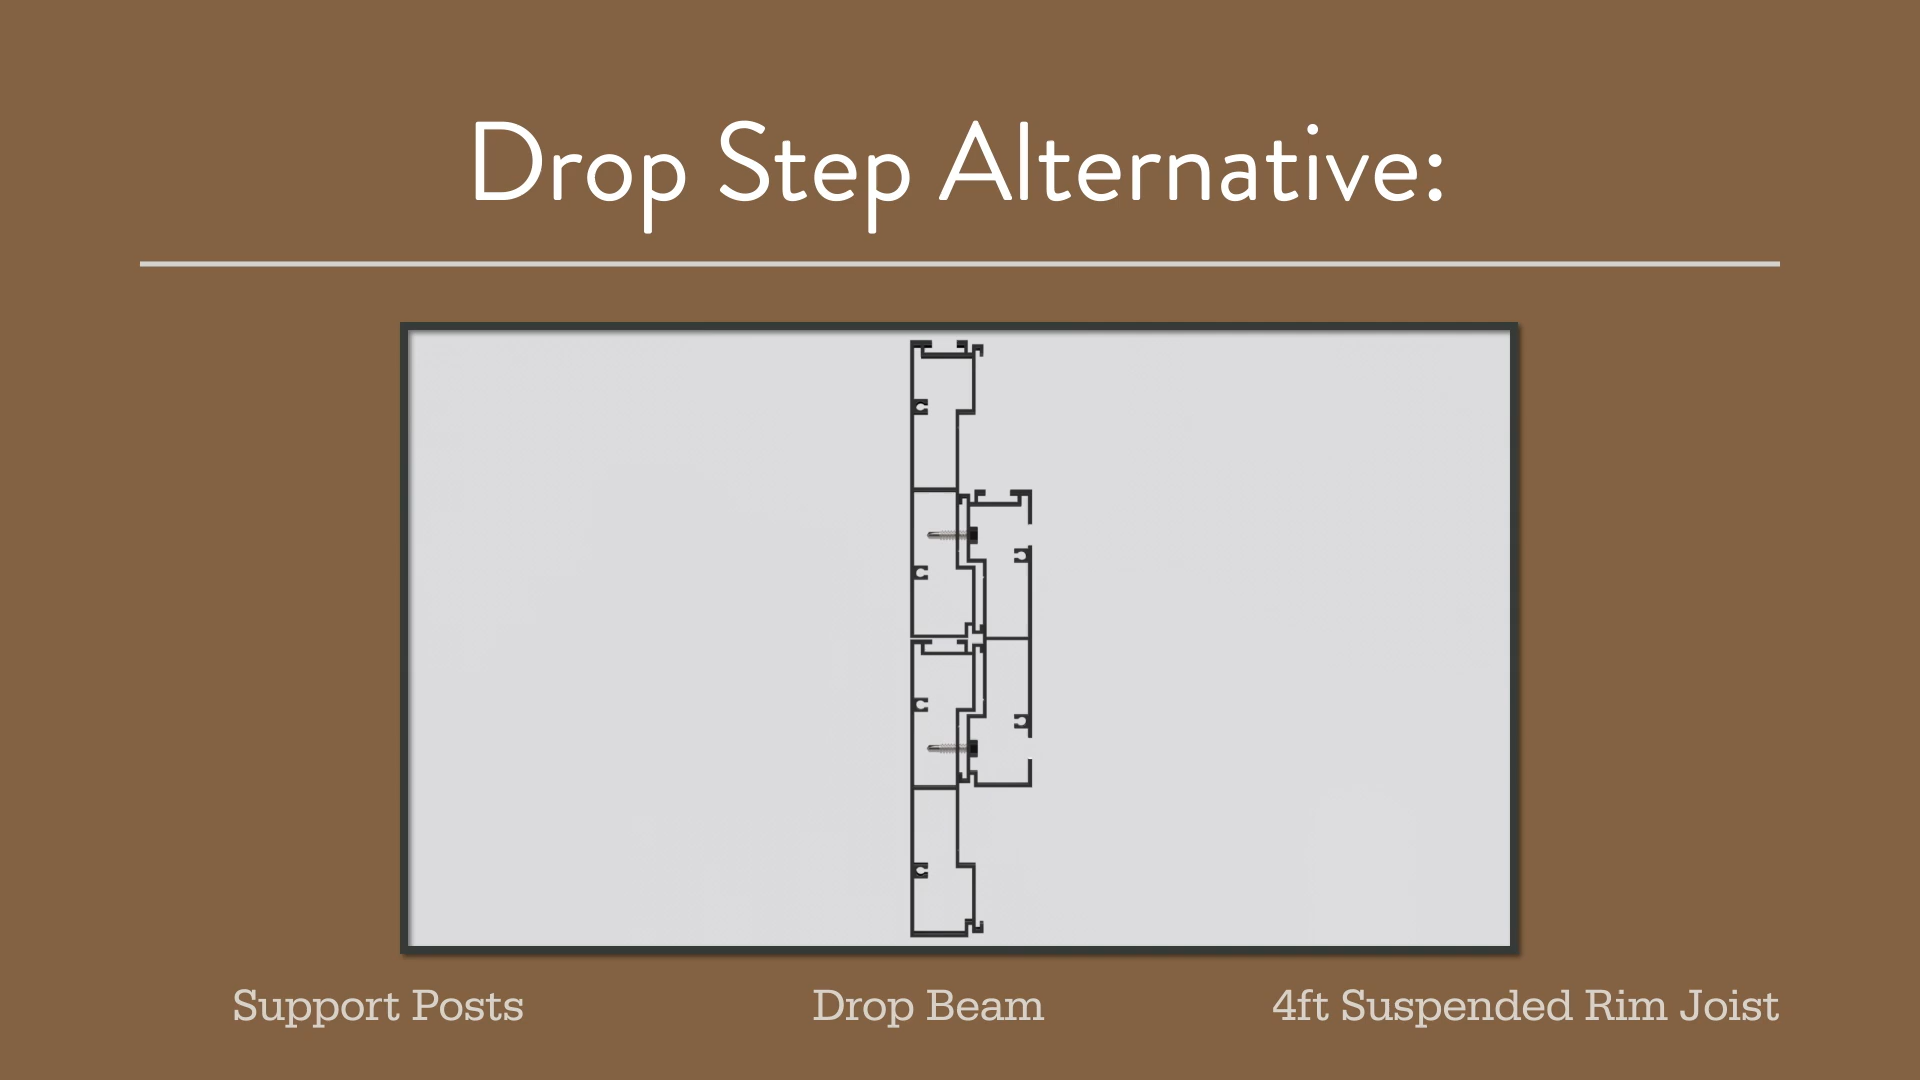 Drop Step Alternative:
Support Posts
Drop Beam
4ft Suspended Rim Joist